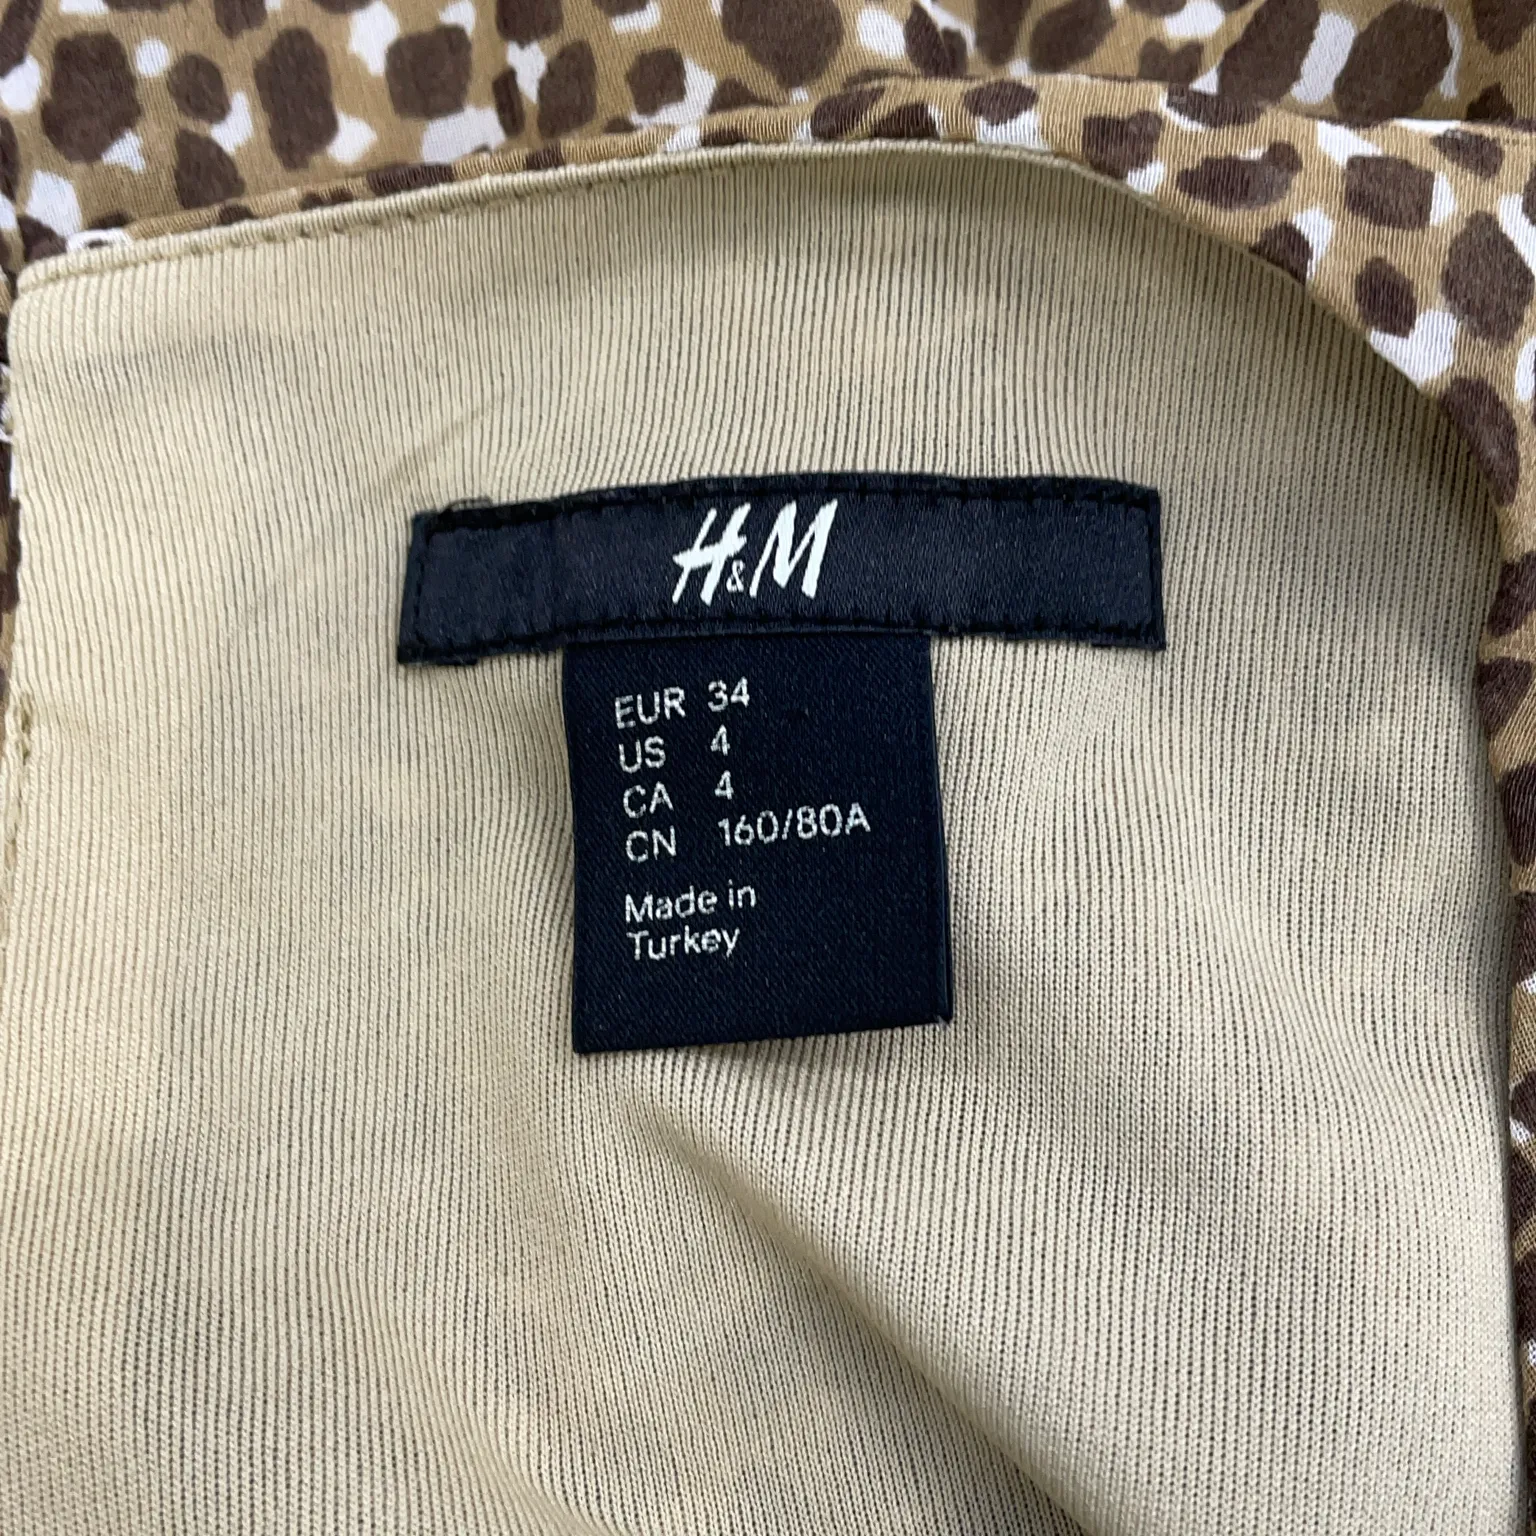 H&M
EUR 34
US 4
CA 4
CN 160/80A
Made in
Turkey